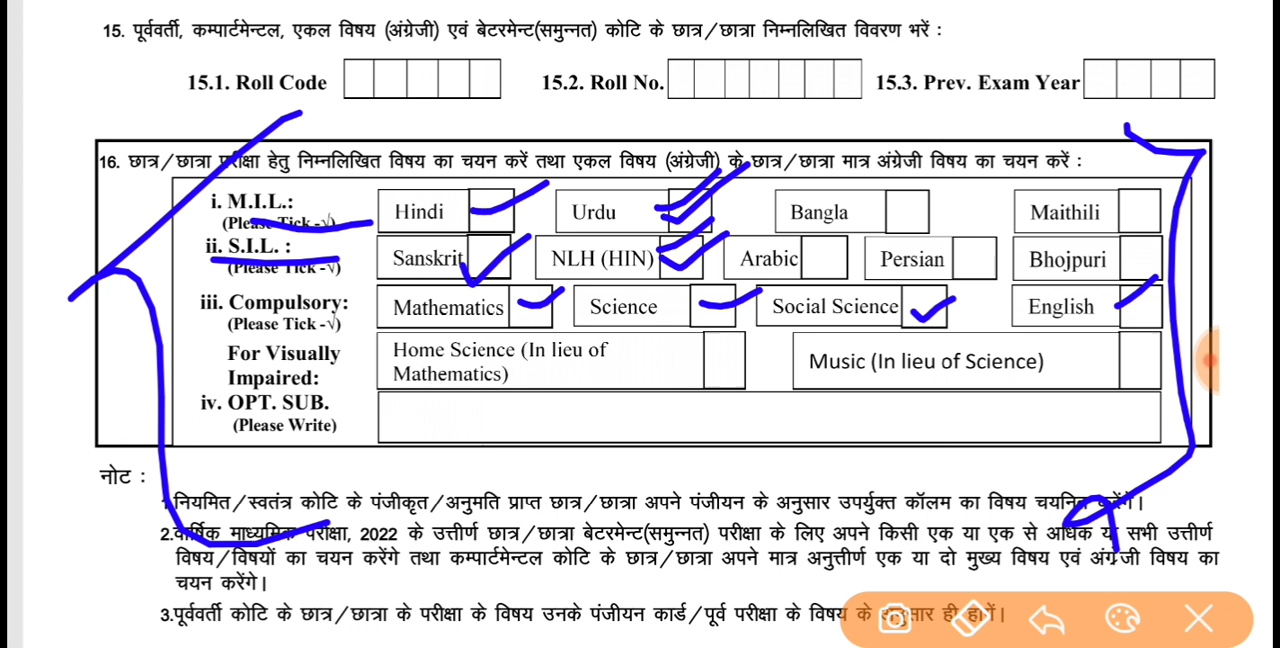 15. पूर्ववर्ती, कम्पार्टमेन्टल, एकल विषय (अंग्रेजी) एवं बेटरमेन्ट(समुन्नत) कोटि के छात्र/छात्रा निम्नलिखित विवरण भरें :
15.1. Roll Code 15.2. Roll No. 15.3. Prev. Exam Year
16. छात्र/छात्रा परीक्षा हेतु निम्नलिखित विषय का चयन करें तथा एकल विषय (अंग्रेजी) के छात्र/छात्रा मात्र अंग्रेजी विषय का चयन करें :
i. M.I.L.: Hindi Urdu Bangla Maithili
(Please Tick -√)
ii. S.I.L. : Sanskrit NLH (HIN) Arabic Persian Bhojpuri
(Please Tick -√)
iii. Compulsory: Mathematics Science Social Science English
(Please Tick -√)
For Visually Impaired: Home Science (In lieu of Mathematics) Music (In lieu of Science)
iv. OPT. SUB.
(Please Write)
नोट :
1.नियमित/स्वतंत्र कोटि के पंजीकृत/अनुमति प्राप्त छात्र/छात्रा अपने पंजीयन के अनुसार उपर्युक्त कॉलम का विषय चयनित करेंगे।
2.वार्षिक माध्यमिक परीक्षा, 2022 के उत्तीर्ण छात्र/छात्रा बेटरमेन्ट(समुन्नत) परीक्षा के लिए अपने किसी एक या एक से अधिक या सभी उत्तीर्ण
विषय/विषयों का चयन करेंगे तथा कम्पार्टमेन्टल कोटि के छात्र/छात्रा अपने मात्र अनुत्तीर्ण एक या दो मुख्य विषय एवं अंग्रेजी विषय का
चयन करेंगे।
3.पूर्ववर्ती कोटि के छात्र/छात्रा के परीक्षा के विषय उनके पंजीयन कार्ड/पूर्व परीक्षा के विषय के अनुसार ही होंगें।